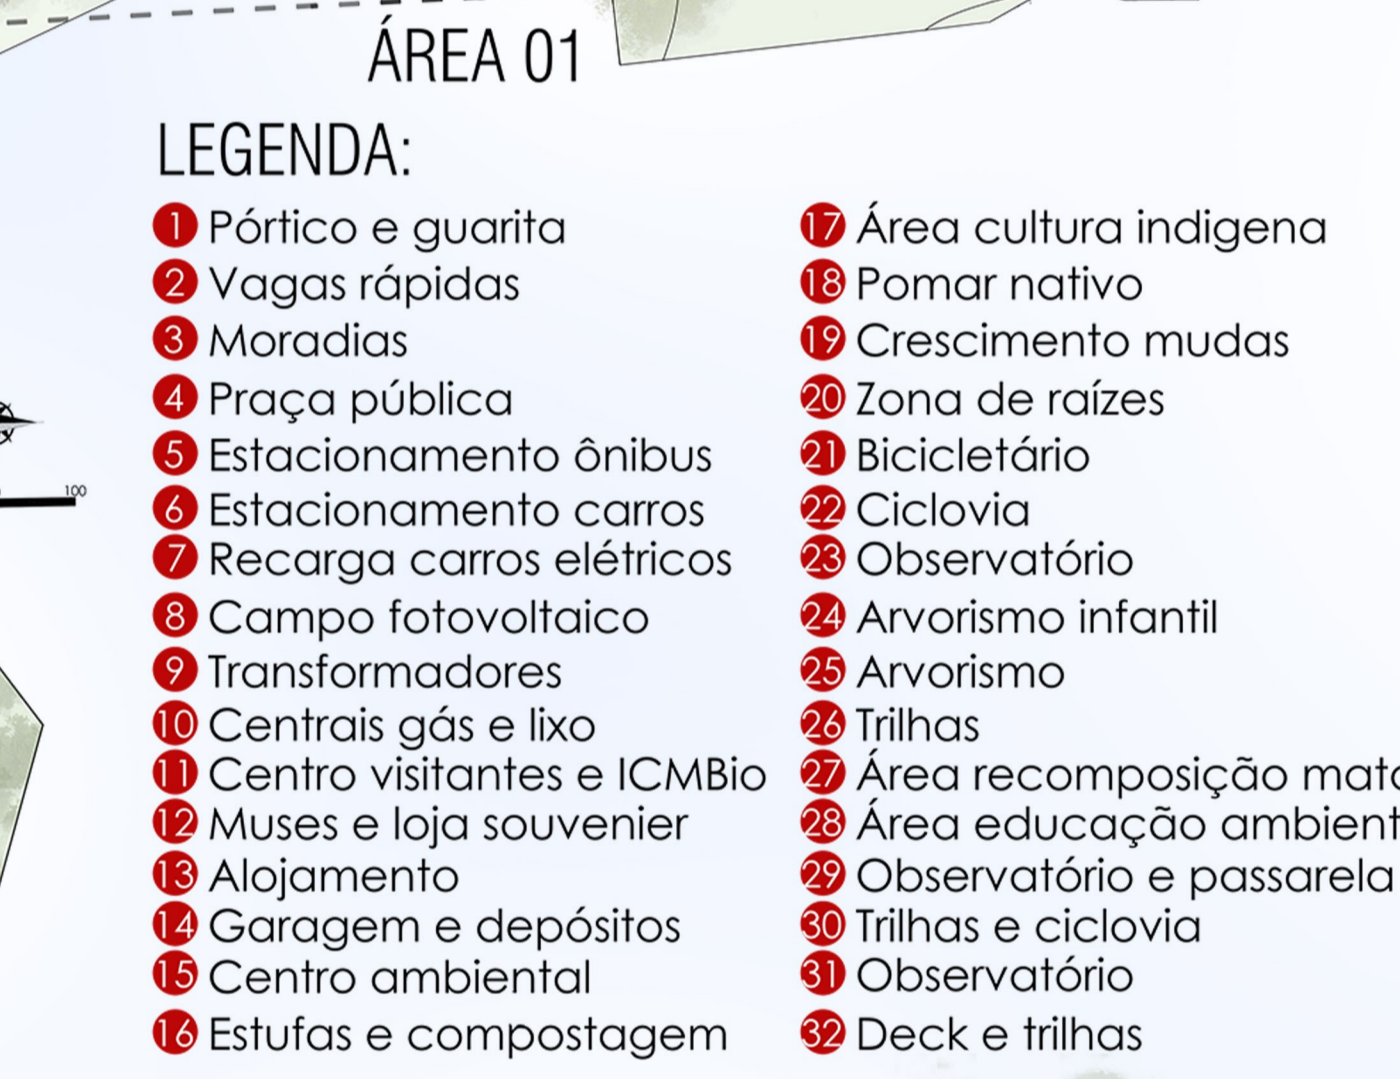 ÁREA 01
LEGENDA:
100
1 Pórtico e guarita
2 Vagas rápidas
3 Moradias
4 Praça pública
5 Estacionamento ônibus
6 Estacionamento carros
7 Recarga carros elétricos
8 Campo fotovoltaico
9 Transformadores
10 Centrais gás e lixo
11 Centro visitantes e ICMBio
12 Muses e loja souvenier
13 Alojamento
14 Garagem e depósitos
15 Centro ambiental
16 Estufas e compostagem
17 Área cultura indigena
18 Pomar nativo
19 Crescimento mudas
20 Zona de raízes
21 Bicicletário
22 Ciclovia
23 Observatório
24 Arvorismo infantil
25 Arvorismo
26 Trilhas
27 Área recomposição
28 Área educação
29 Observatório e passarela
30 Trilhas e ciclovia
31 Observatório
32 Deck e trilhas